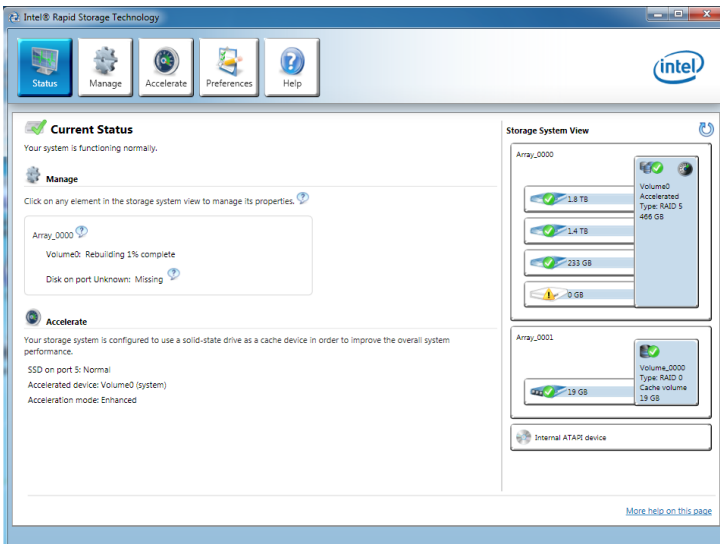 Intel® Rapid Storage Technology
Status
Manage
Accelerate
Preferences
Help
intel
Current Status
Your system is functioning normally.
Manage
Click on any element in the storage system view to manage its properties.
Array_0000
Volume0: Rebuilding 1% complete
Disk on port Unknown: Missing
Accelerate
Your storage system is configured to use a solid-state drive as a cache device in order to improve the overall system
performance.
SSD on port 5: Normal
Accelerated device: Volume0 (system)
Acceleration mode: Enhanced
Storage System View
Array_0000
1.8 TB
1.4 TB
233 GB
0 GB
Volume0
Accelerated
Type: RAID 5
466 GB
Array_0001
19 GB
Volume_0000
Type: RAID 0
Cache volume
19 GB
Internal ATAPI device
More help on this page